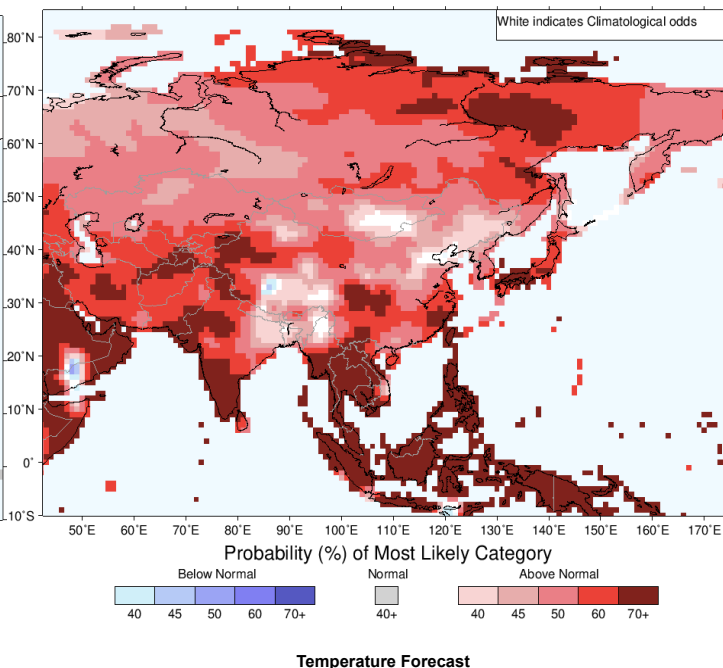 White indicates Climatological odds
80˚N
70˚N
60˚N
50˚N
40˚N
30˚N
20˚N
10˚N
0˚
10˚S
50˚E 60˚E 70˚E 80˚E 90˚E 100˚E 110˚E 120˚E 130˚E 140˚E 150˚E 160˚E 170˚E
Probability (%) of Most Likely Category
Below Normal Normal Above Normal
40 45 50 60 70+ 40+ 40 45 50 60 70+
Temperature Forecast